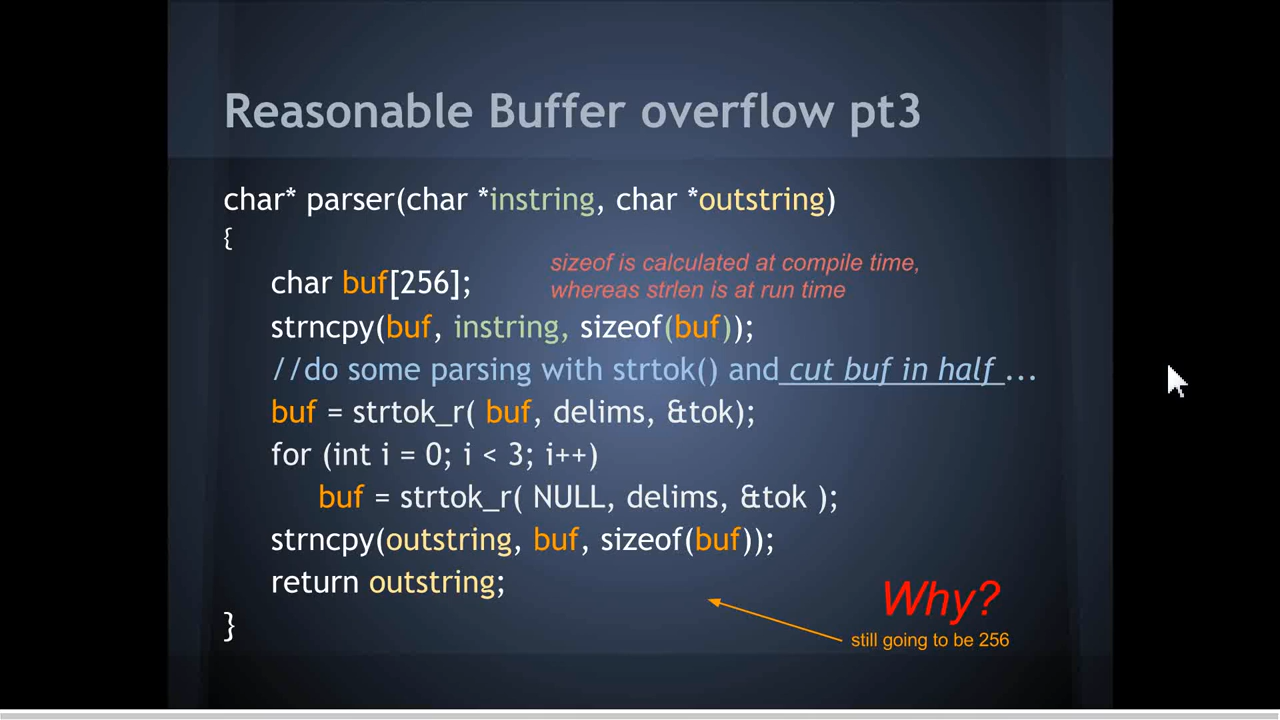 Reasonable Buffer overflow pt3
char* parser(char *instring, char *outstring)
{
char buf[256];
sizeof is calculated at compile time,
whereas strlen is at run time
strncpy(buf, instring, sizeof(buf));
//do some parsing with strtok() and cut buf in half ...
buf = strtok_r( buf, delims, &tok);
for (int i = 0; i < 3; i++)
buf = strtok_r( NULL, delims, &tok );
strncpy(outstring, buf, sizeof(buf));
return outstring;
Why?
}
still going to be 256